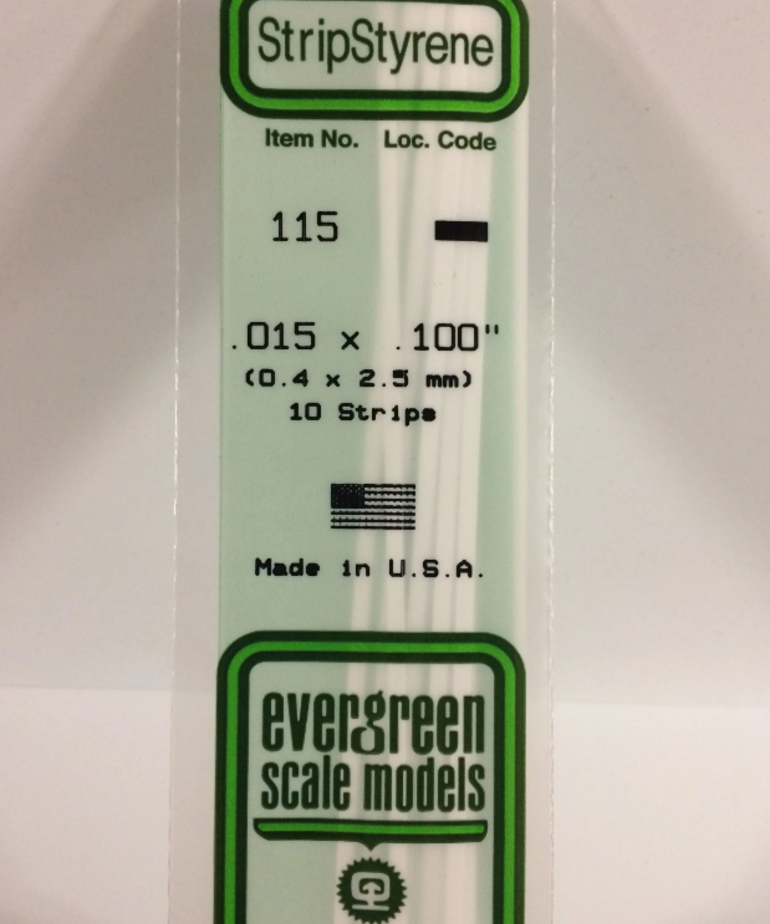 StripStyrene
Item No. Loc. Code
115
.015 x .100"
(0.4 x 2.5 mm)
10 Strips
Made in U.S.A.
evergreen
scale models